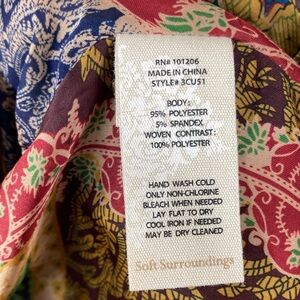 RN# 101206
MADE IN CHINA
STYLE# 3CU51
BODY:
95% POLYESTER
5% SPANDEX
WOVEN CONTRAST:
100% POLYESTER
HAND WASH COLD
ONLY NON-CHLORINE
BLEACH WHEN NEEDED
LAY FLAT TO DRY
COOL IRON IF NEEDED
MAY BE DRY CLEANED
Soft Surroundings